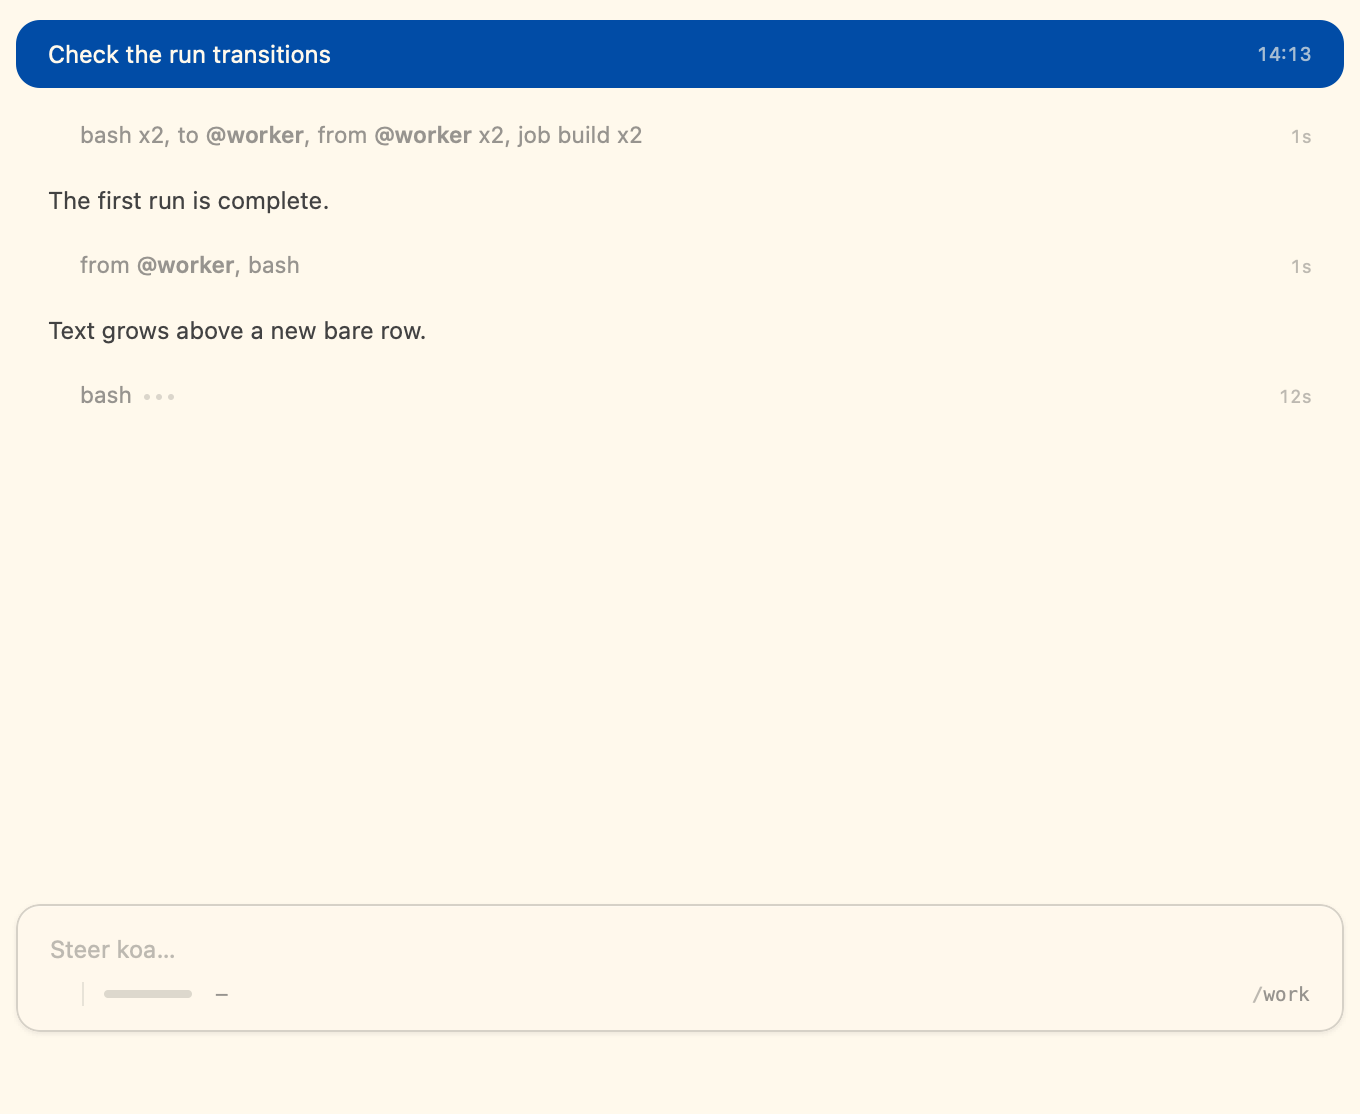 Check the run transitions 14:13
bash x2, to @worker, from @worker x2, job build x2 1s
The first run is complete.
from @worker, bash 1s
Text grows above a new bare row.
bash ••• 12s
Steer koa...
– /work